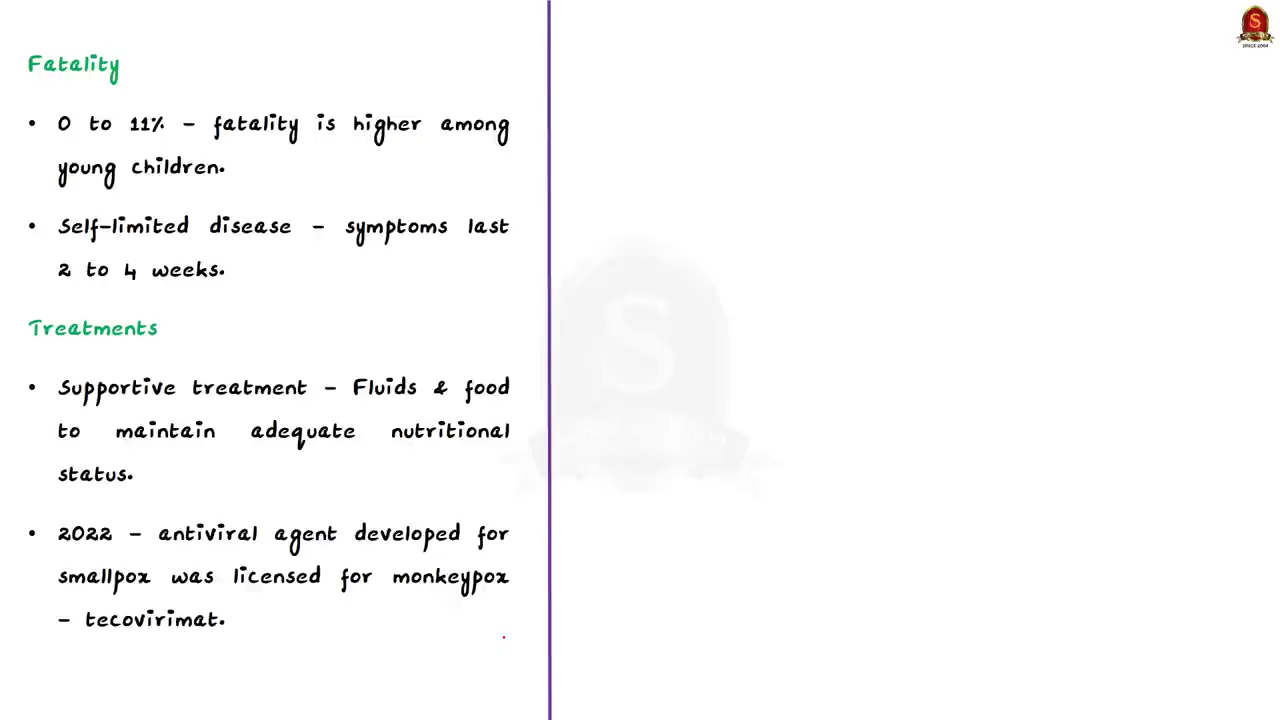 Fatality
• 0 to 11% - fatality is higher among
young children.
• Self-limited disease - symptoms last
2 to 4 weeks.
Treatments
• Supportive treatment - Fluids & food
to maintain adequate nutritional
status.
• 2022 - antiviral agent developed for
smallpox was licensed for monkeypox
- tecovirimat.
S
SINCE 2004
S